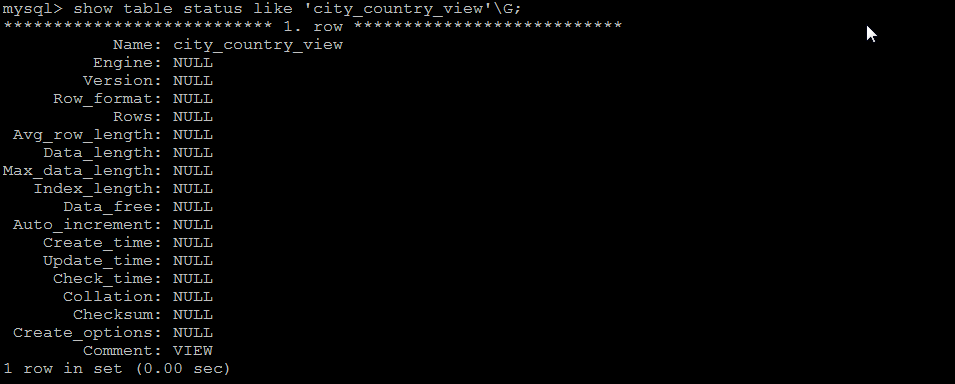 mysql> show table status like 'city_country_view'\G;
*************************** 1. row ***************************
Name: city_country_view
Engine: NULL
Version: NULL
Row_format: NULL
Rows: NULL
Avg_row_length: NULL
Data_length: NULL
Max_data_length: NULL
Index_length: NULL
Data_free: NULL
Auto_increment: NULL
Create_time: NULL
Update_time: NULL
Check_time: NULL
Collation: NULL
Checksum: NULL
Create_options: NULL
Comment: VIEW
1 row in set (0.00 sec)